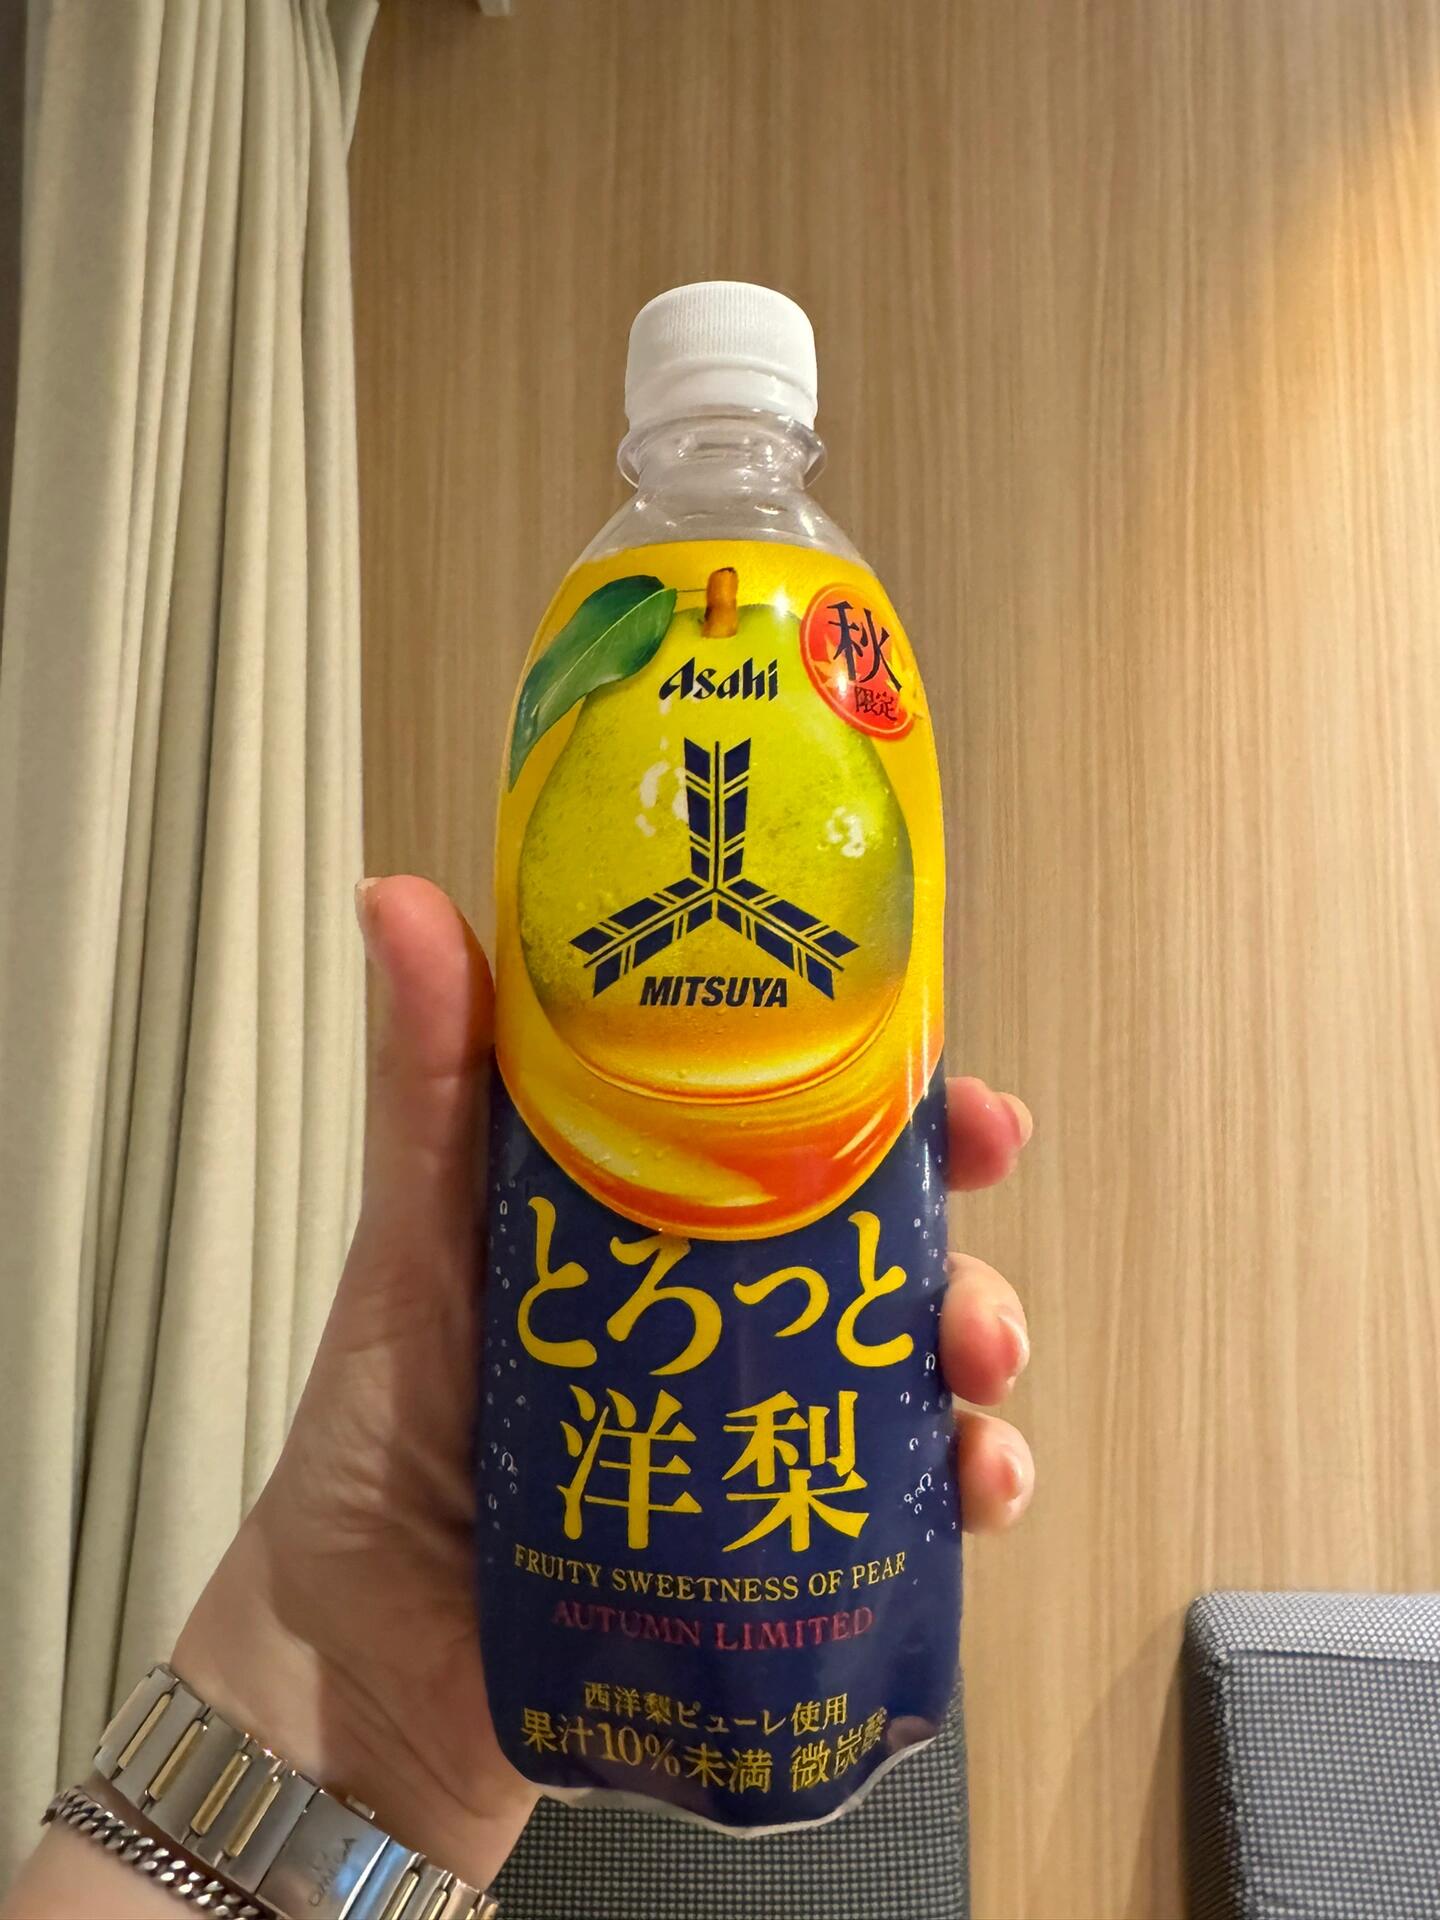 Asahi
秋
限定
MITSUYA
とろっと
洋梨
FRUITY SWEETNESS OF PEAR
AUTUMN LIMITED
西洋梨ピューレ使用
果汁10%未満 微炭酸
OMEGA